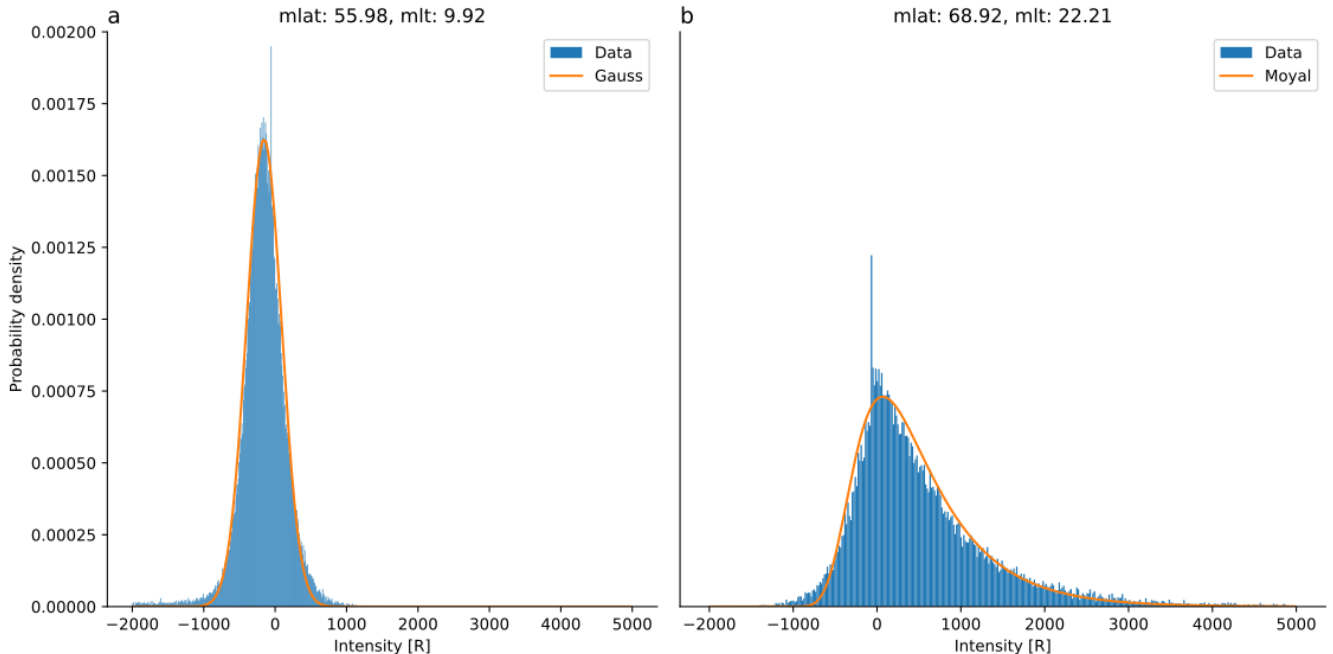 a
mlat: 55.98, mlt: 9.92
b
mlat: 68.92, mlt: 22.21
Data
Gauss
Data
Moyal
Probability density
0.00200
0.00175
0.00150
0.00125
0.00100
0.00075
0.00050
0.00025
0.00000
−2000 −1000 0 1000 2000 3000 4000 5000
−2000 −1000 0 1000 2000 3000 4000 5000
Intensity [R]
Intensity [R]